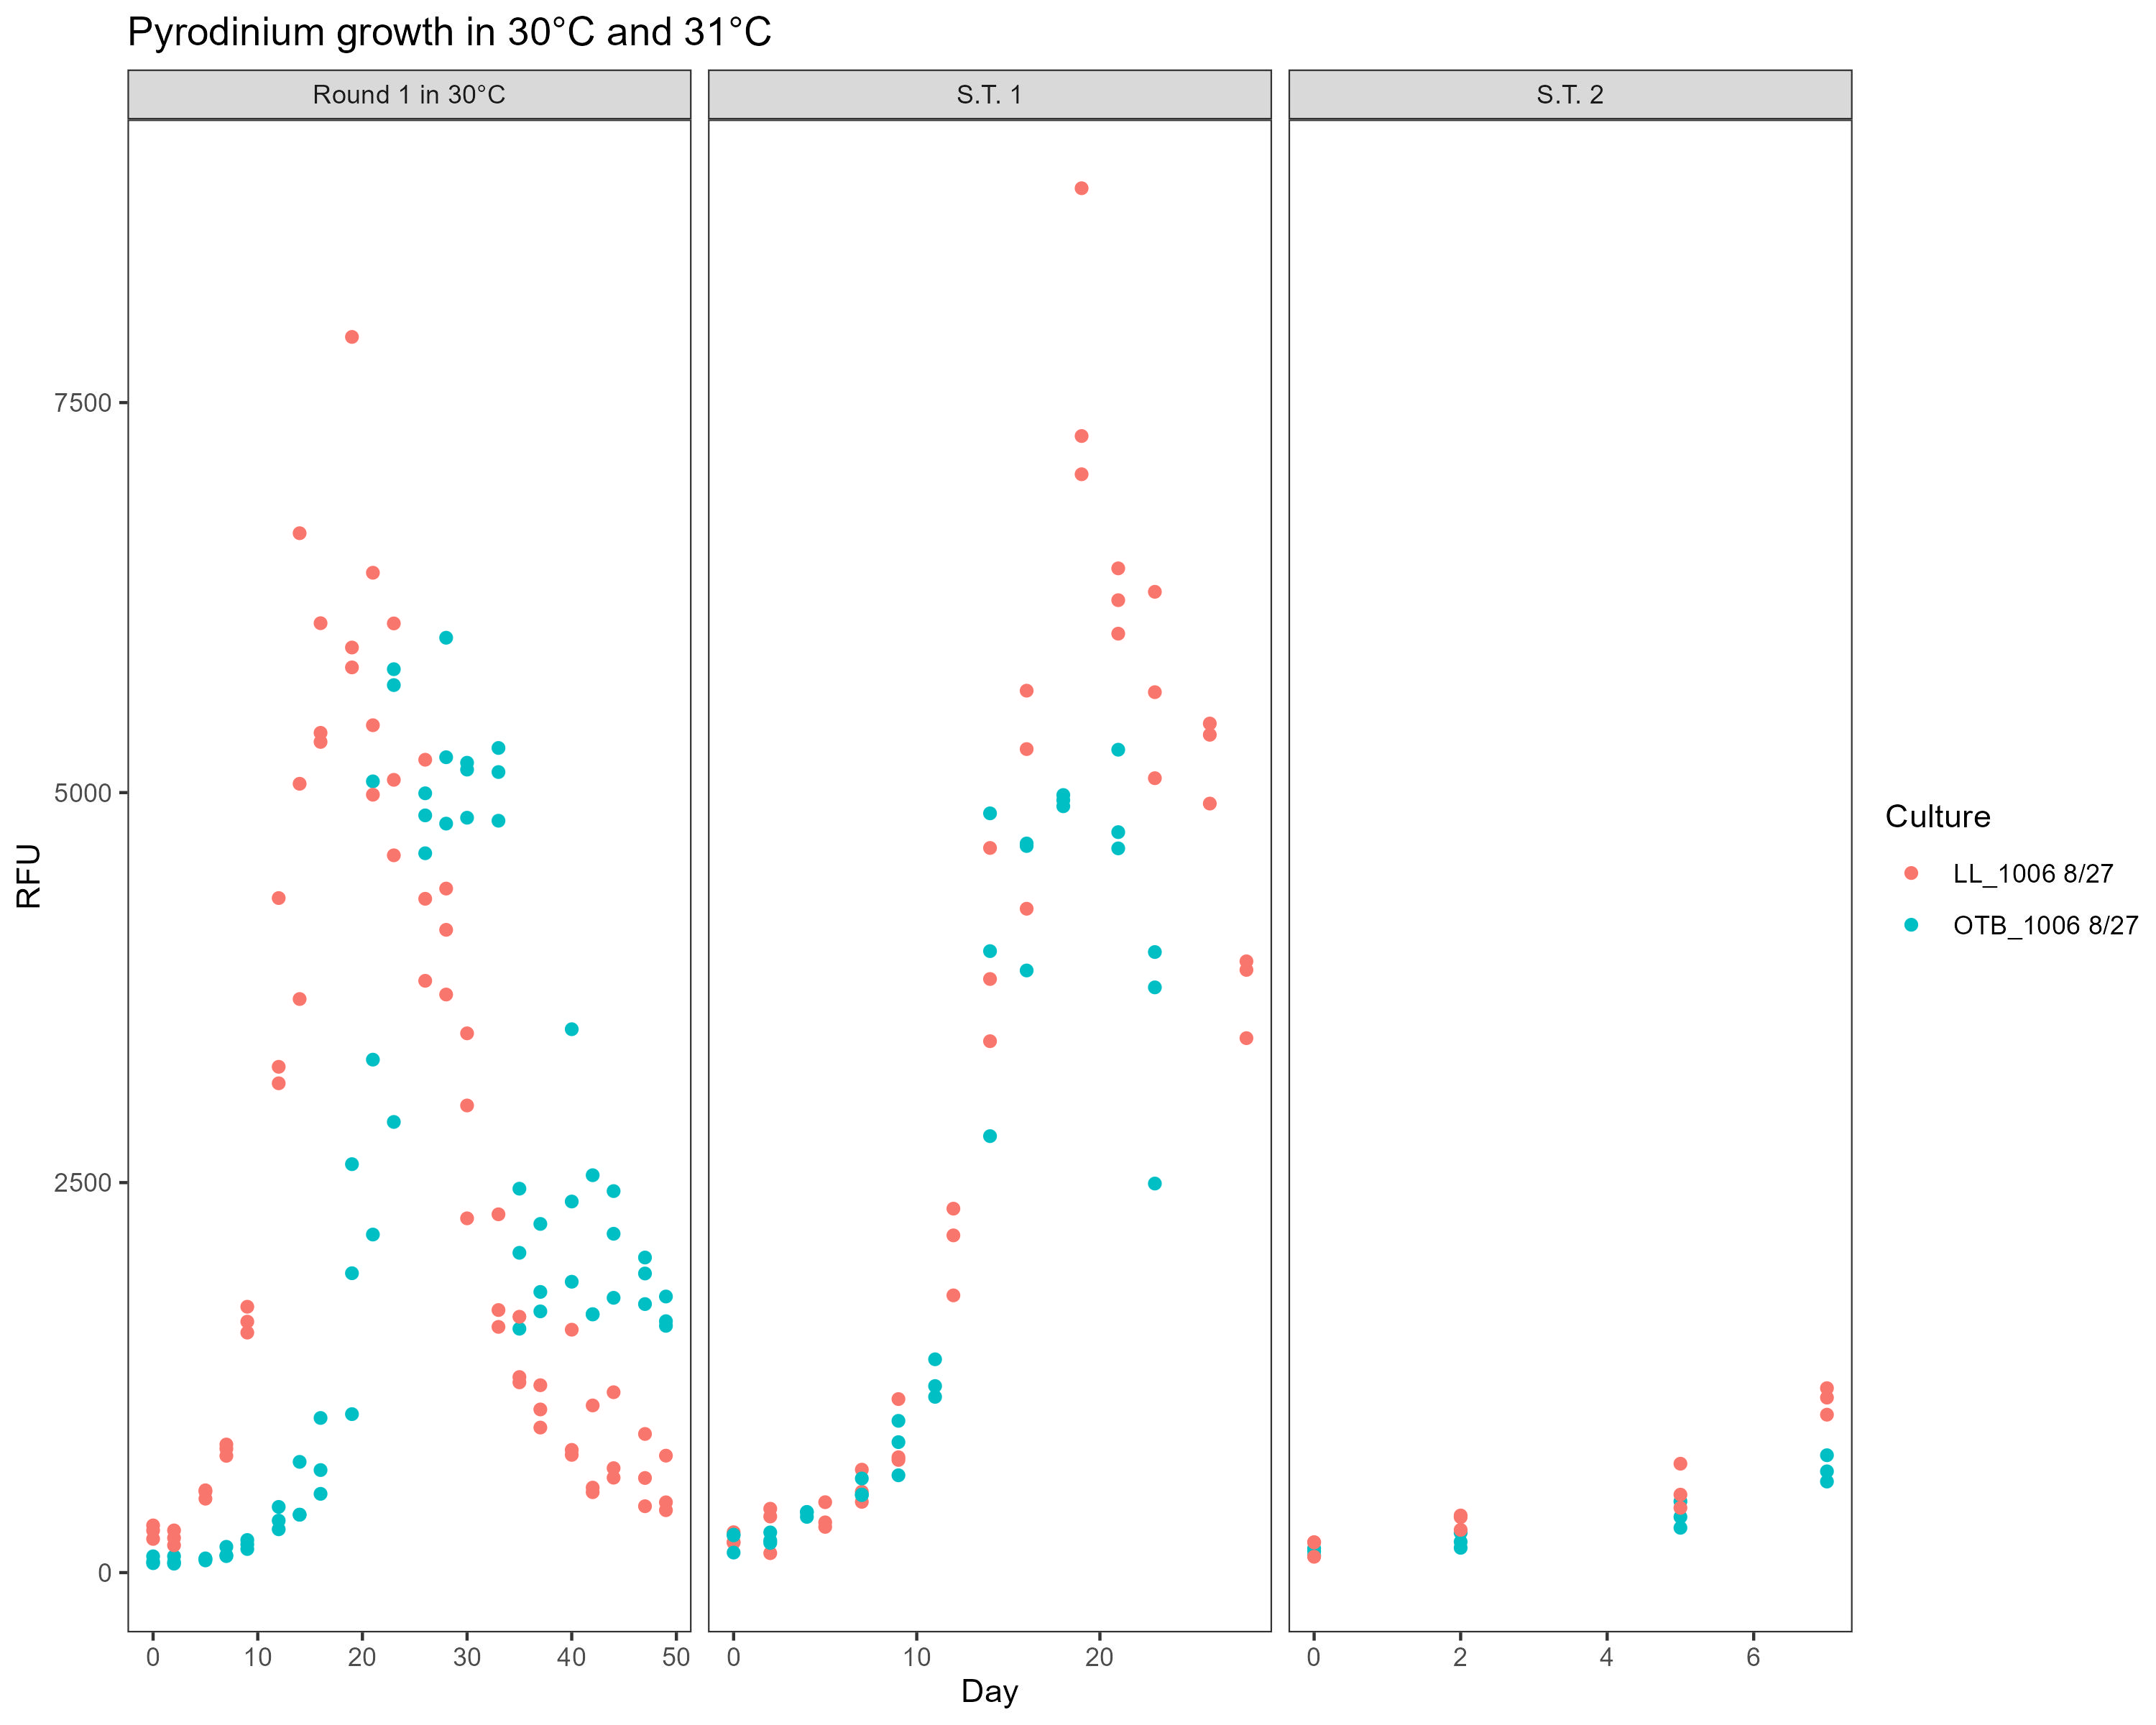 Pyrodinium growth in 30°C and 31°C
Round 1 in 30°C
S.T. 1
S.T. 2
RFU
7500
5000
2500
0
0 10 20 30 40 50
0 10 20
0 2 4 6
Day
Culture
LL_1006 8/27
OTB_1006 8/27